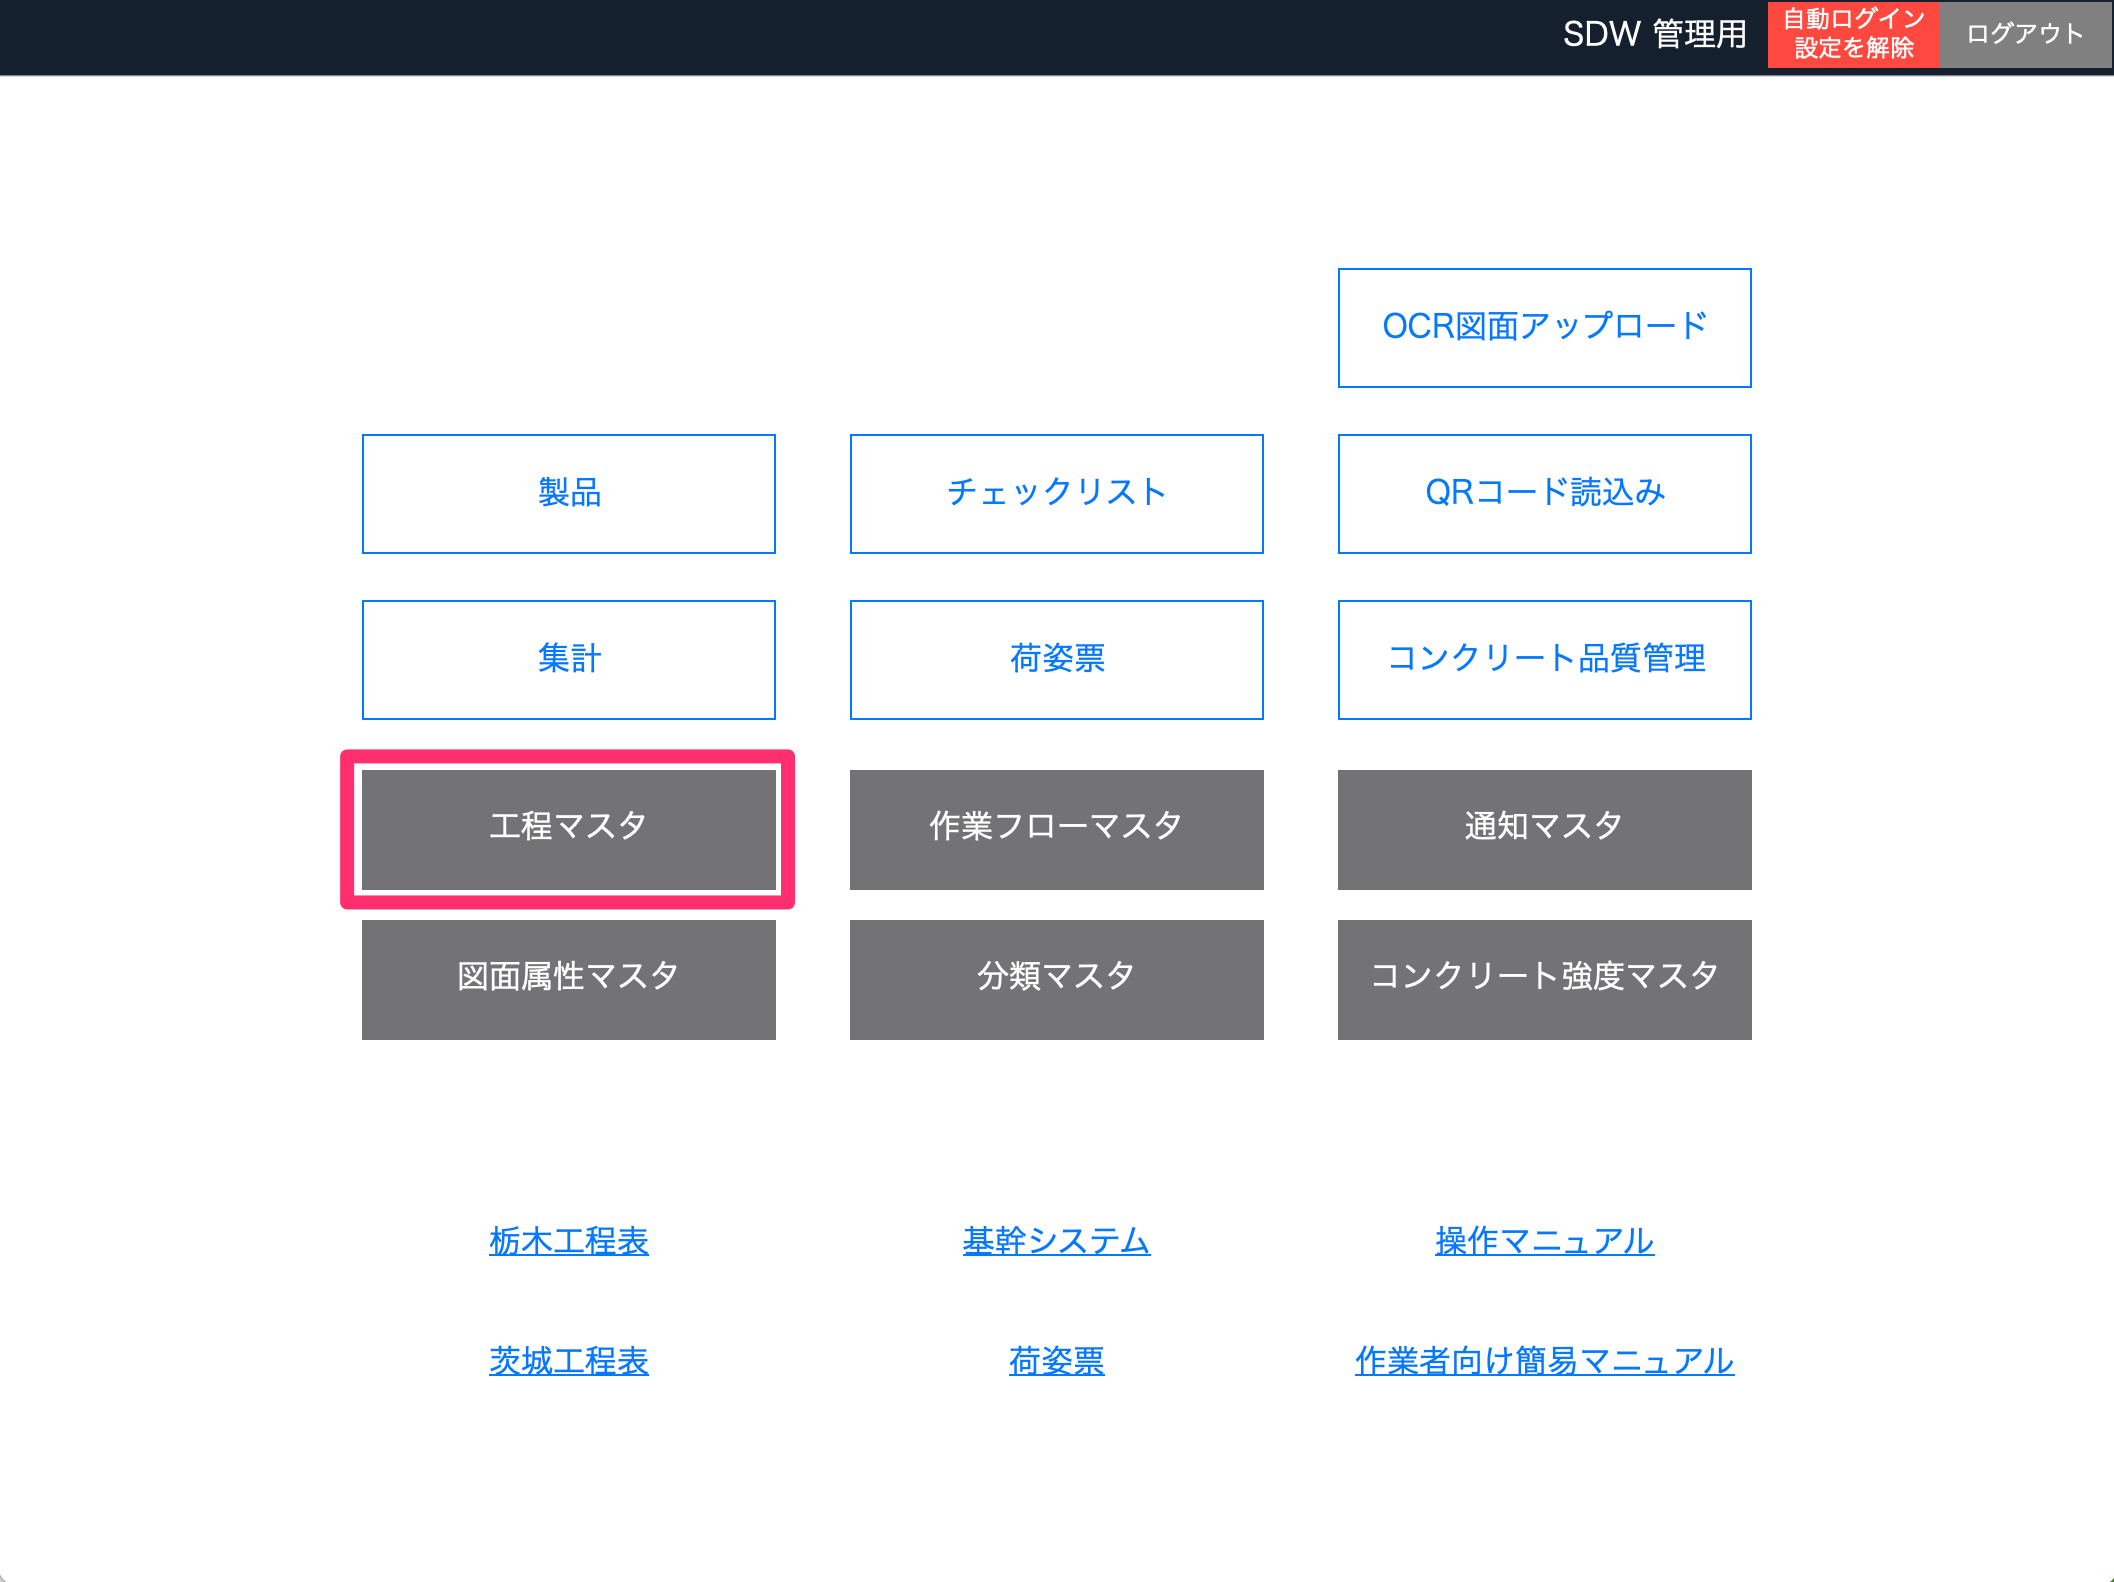 SDW 管理用
自動ログイン
設定を解除
ログアウト
OCR図面アップロード
製品
チェックリスト
QRコード読込み
集計
荷姿票
コンクリート品質管理
工程マスタ
作業フローマスタ
通知マスタ
図面属性マスタ
分類マスタ
コンクリート強度マスタ
栃木工程表
基幹システム
操作マニュアル
茨城工程表
荷姿票
作業者向け簡易マニュアル